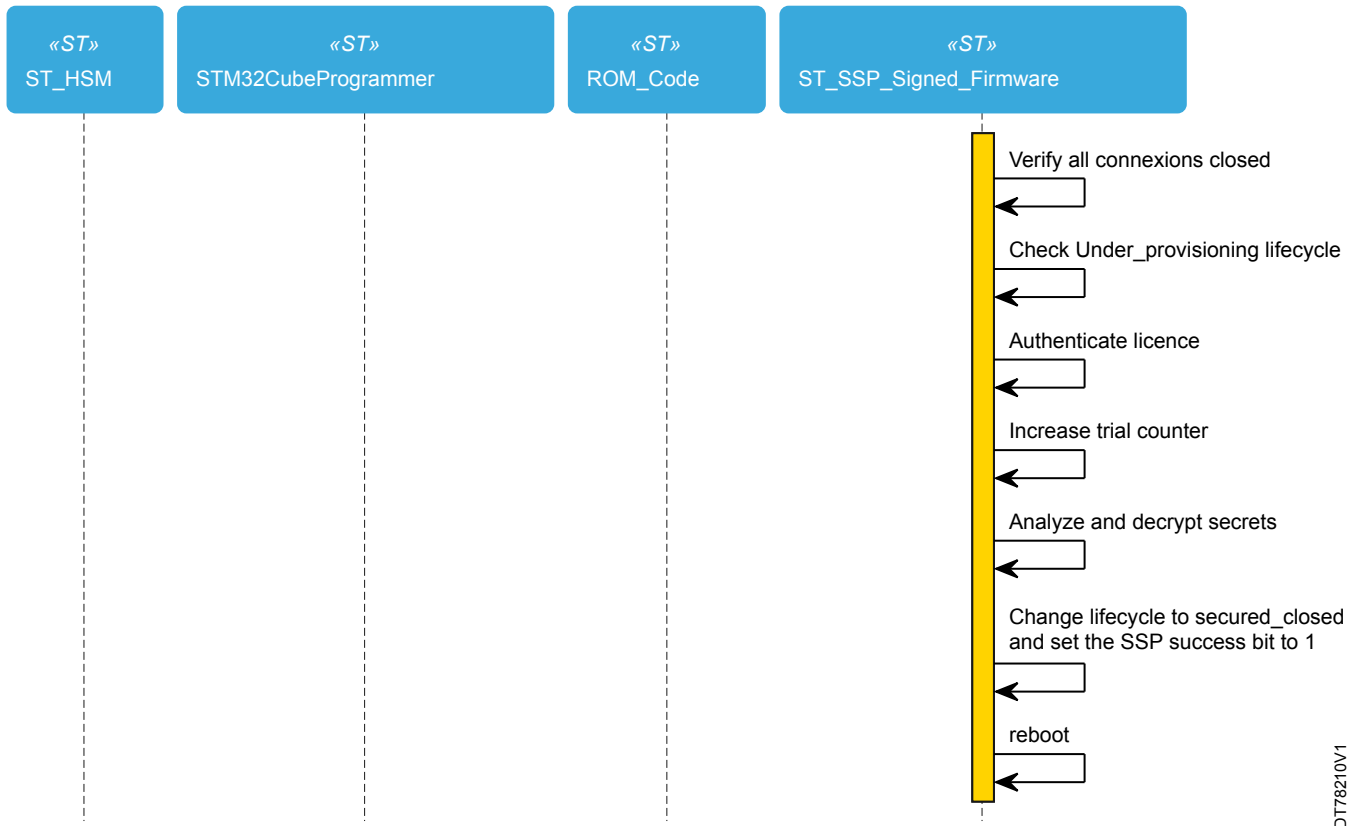 «ST»
ST_HSM
«ST»
STM32CubeProgrammer
«ST»
ROM_Code
«ST»
ST_SSP_Signed_Firmware
Verify all connexions closed
Check Under_provisioning lifecycle
Authenticate licence
Increase trial counter
Analyze and decrypt secrets
Change lifecycle to secured_closed
and set the SSP success bit to 1
reboot
DT78210V1